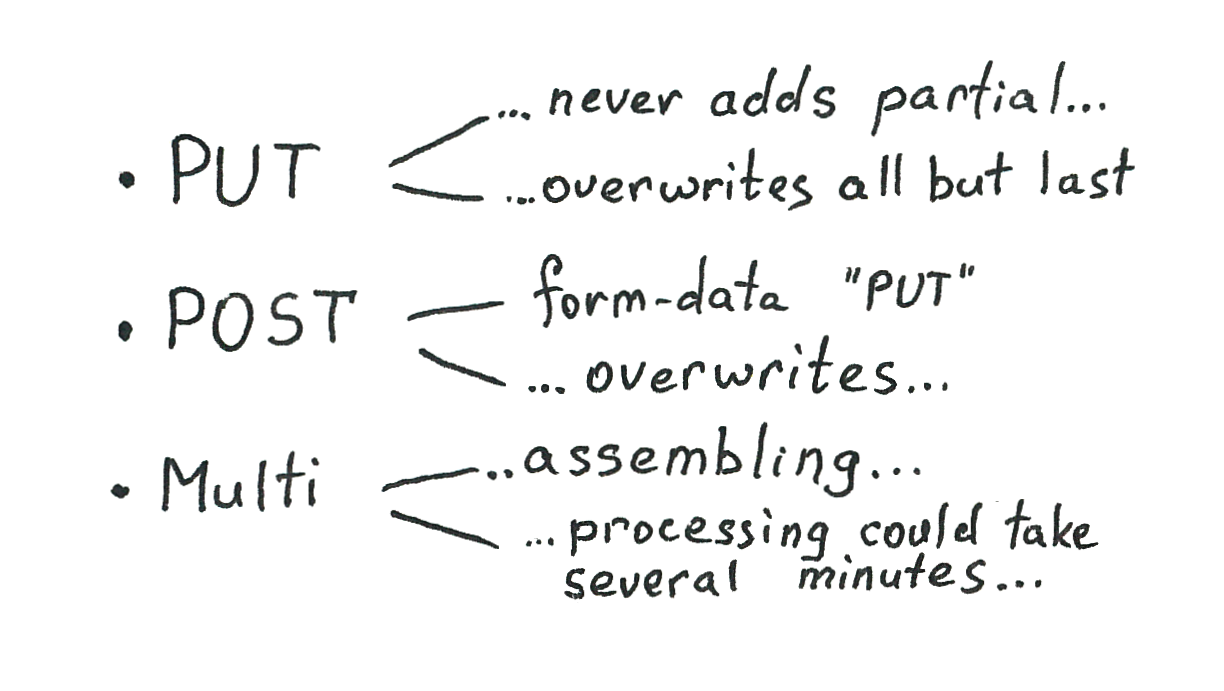 • PUT
... never adds partial...
...overwrites all but last
• POST
form-data "PUT"
... overwrites...
• Multi
..assembling...
... processing could take
several minutes...